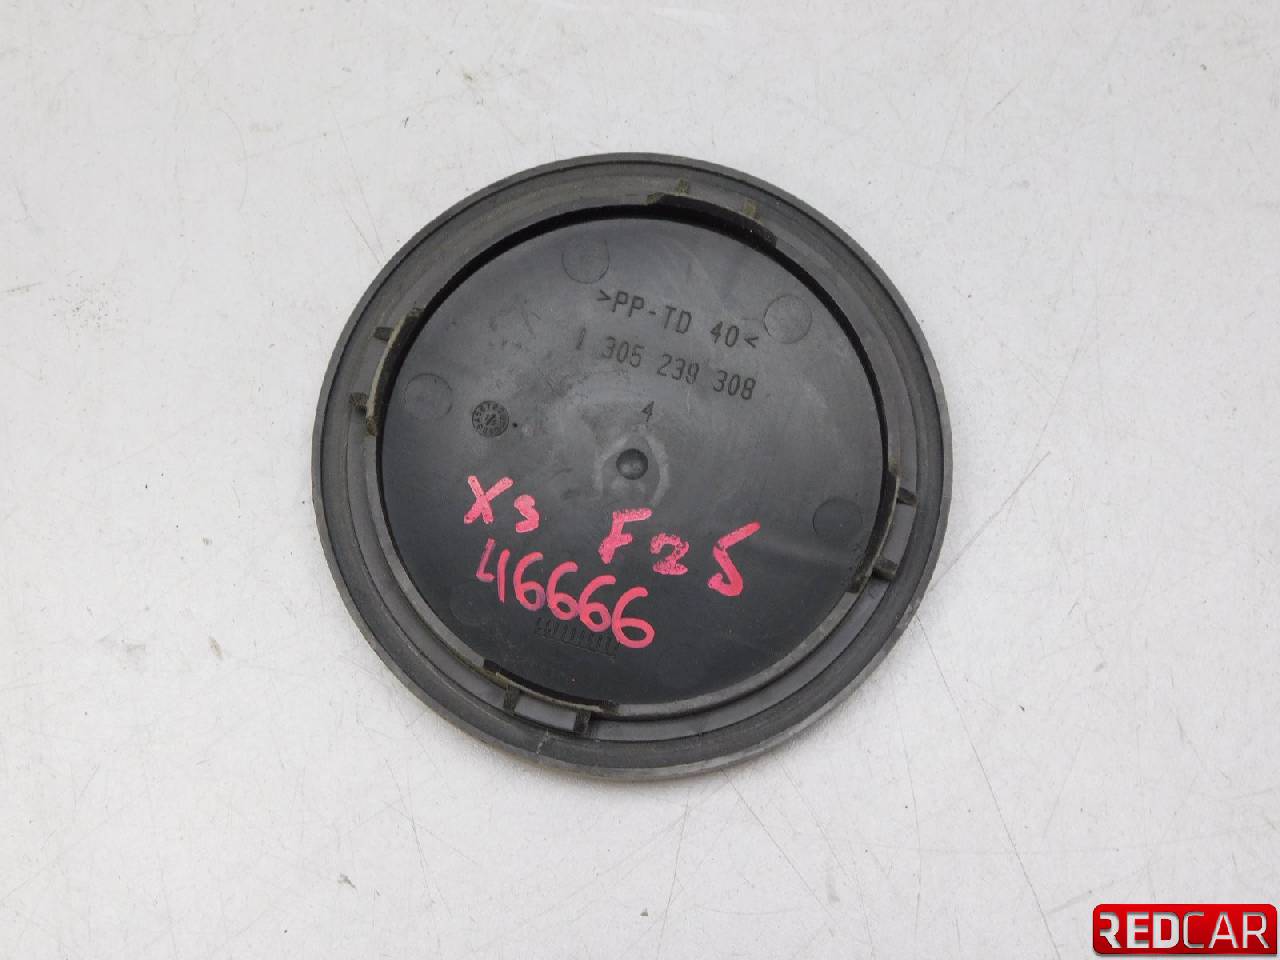 >PP-TD 40<
1 305 239 308
4
X3 F25
46666
REDCAR